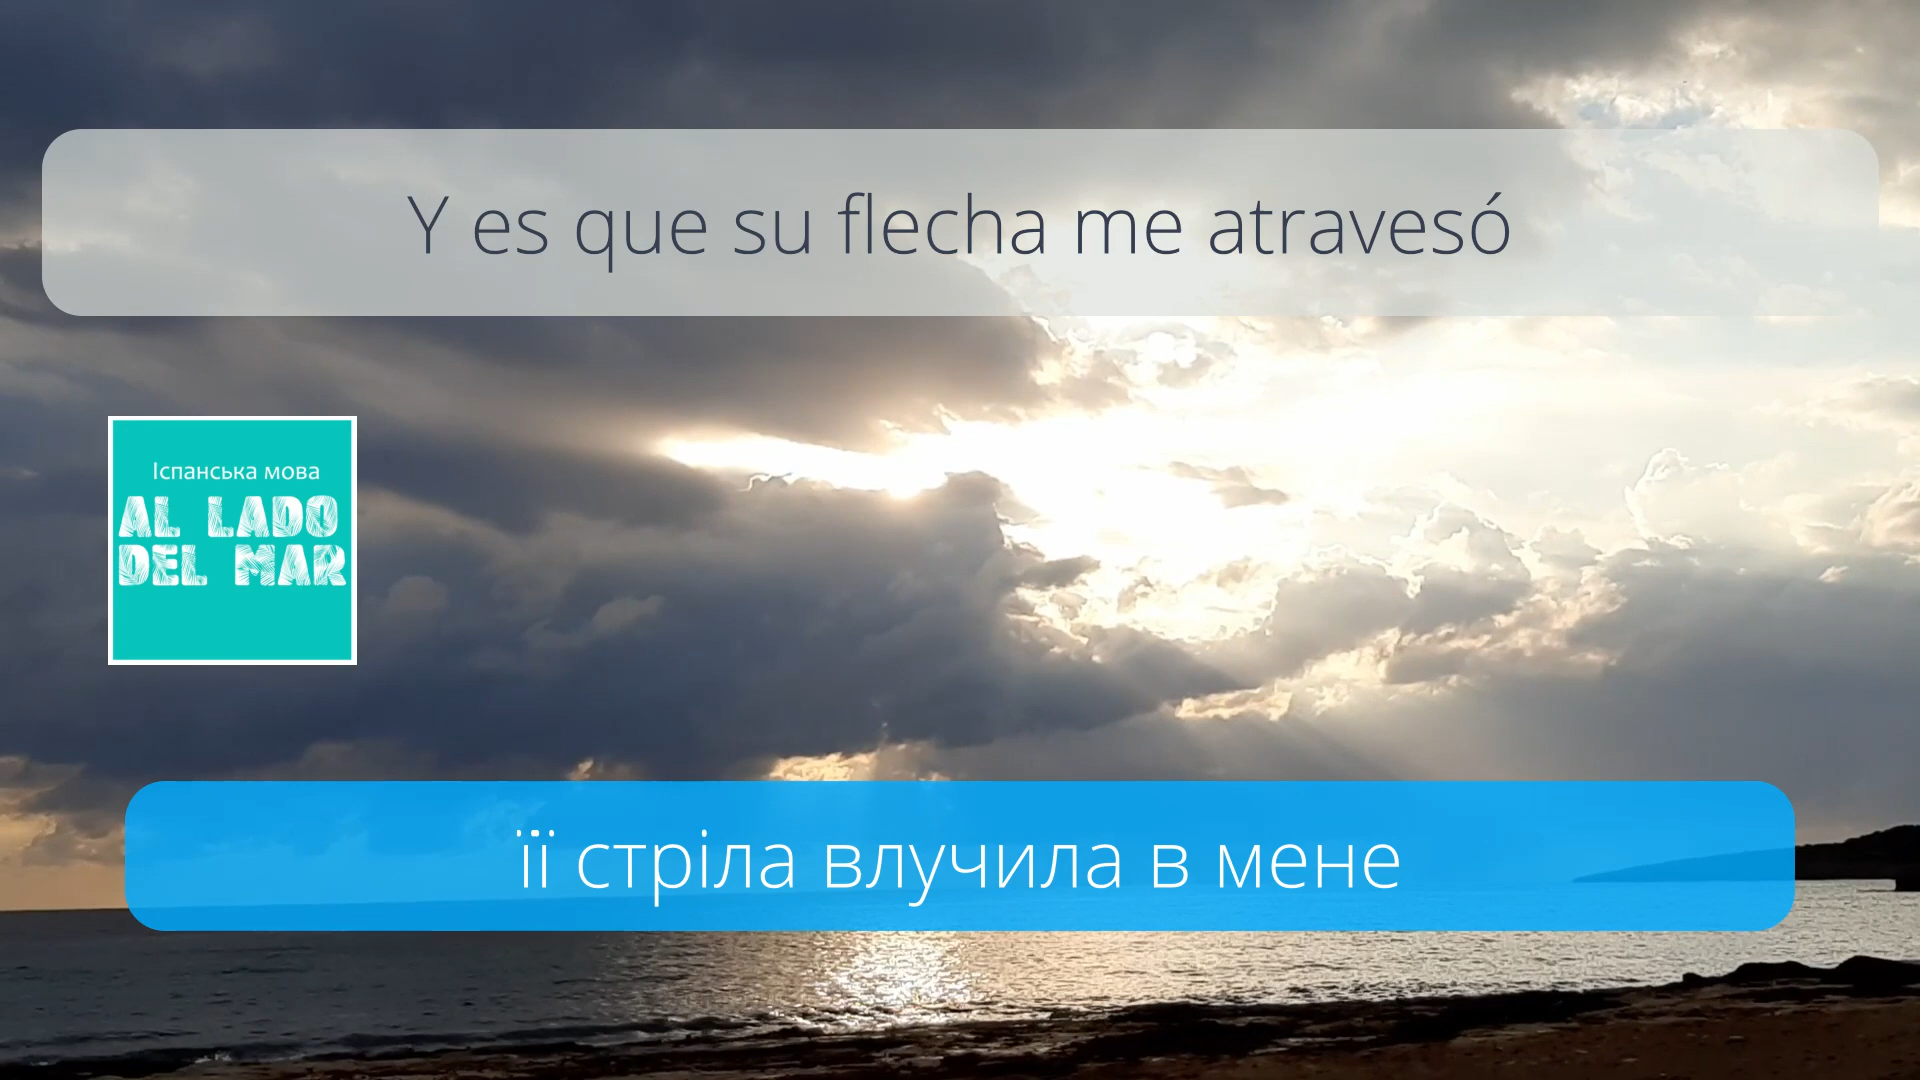 Y es que su flecha me atravesó
Іспанська мова
AL LADO
DEL MAR
її стріла влучила в мене